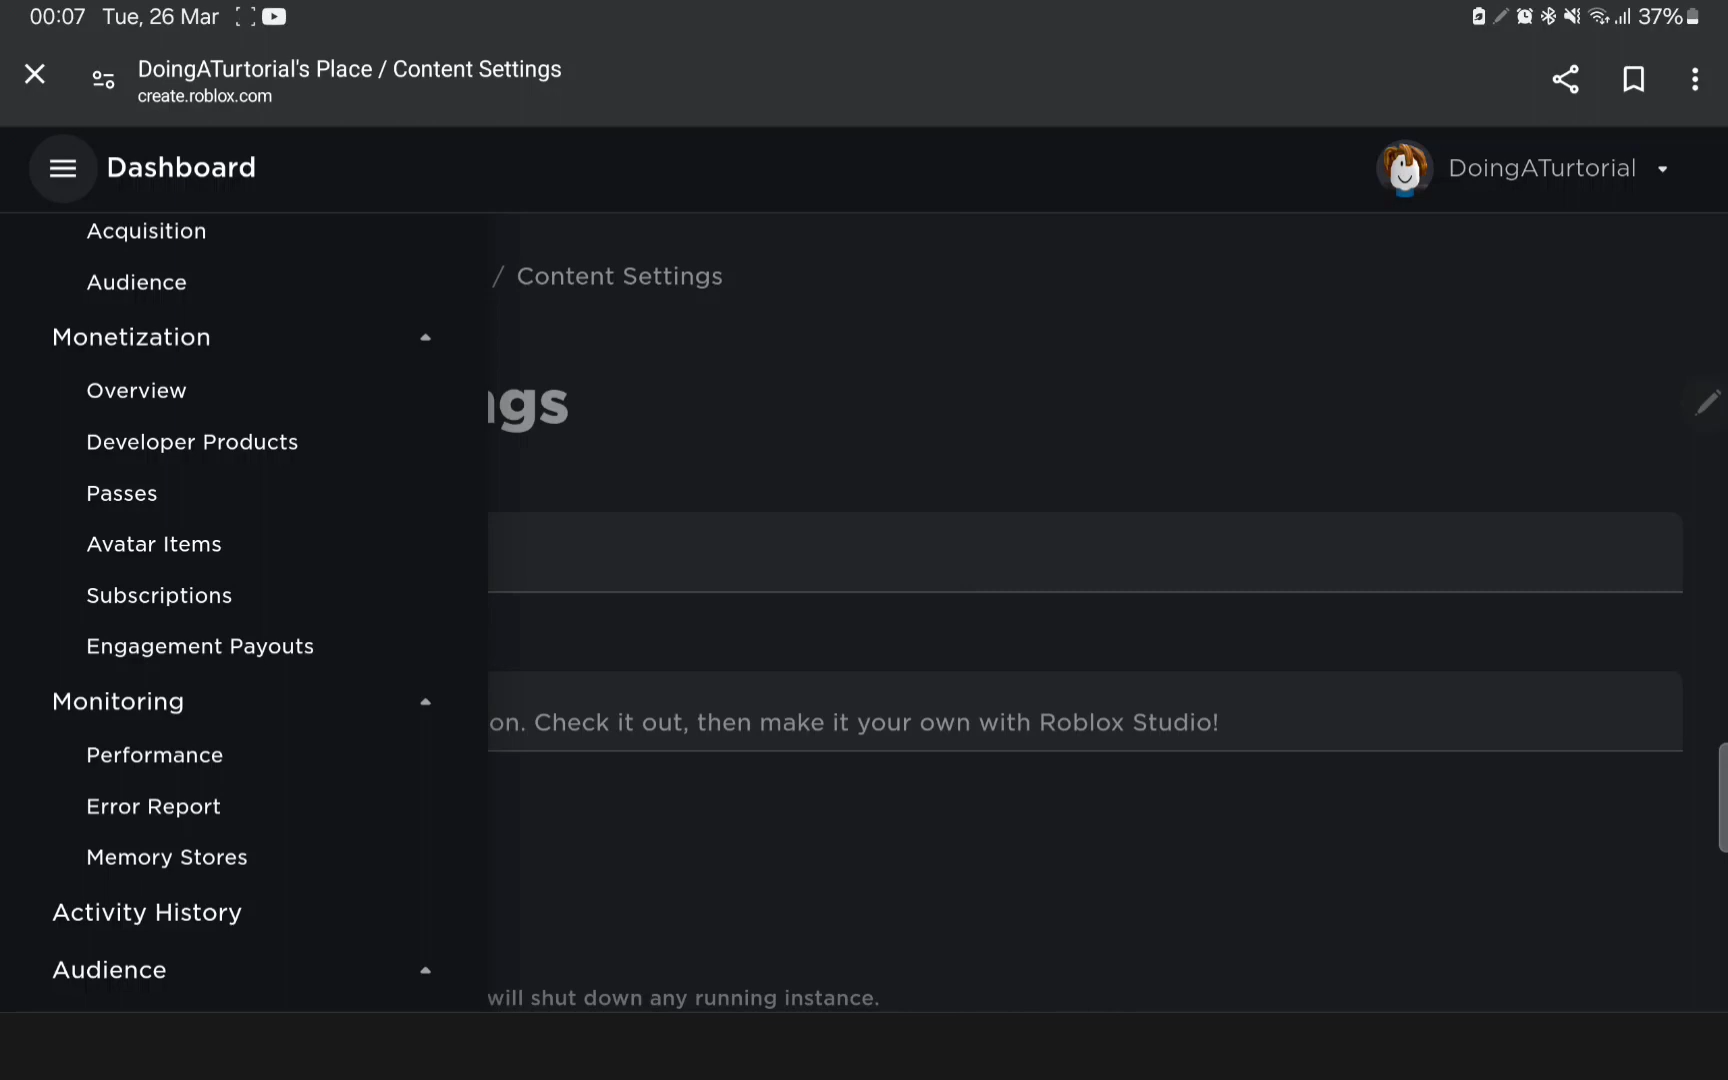 00:07 Tue, 26 Mar
37%
DoingATurtorial's Place / Content Settings
create.roblox.com
Dashboard
DoingATurtorial
Acquisition
/ Content Settings
Audience
Monetization
Overview
ngs
Developer Products
Passes
Avatar Items
Subscriptions
Engagement Payouts
Monitoring
on. Check it out, then make it your own with Roblox Studio!
Performance
Error Report
Memory Stores
Activity History
Audience
will shut down any running instance.